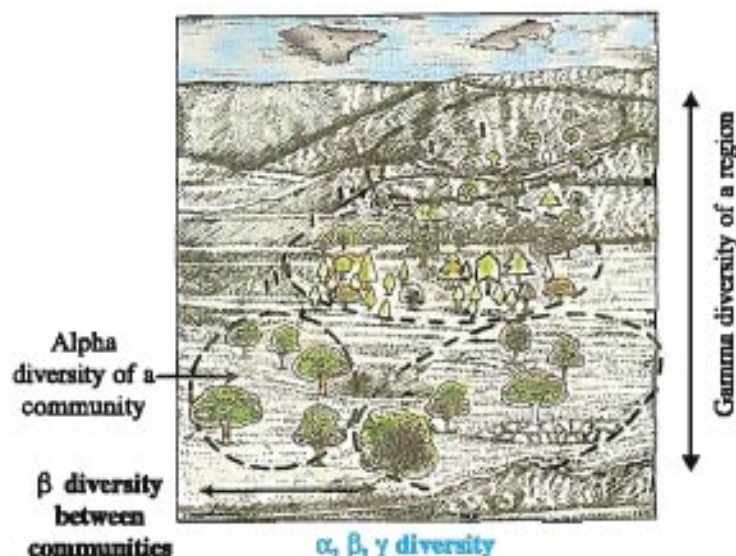 Alpha
diversity of a
community
β diversity
between
communities
Gamma diversity of a region
α, β, γ diversity